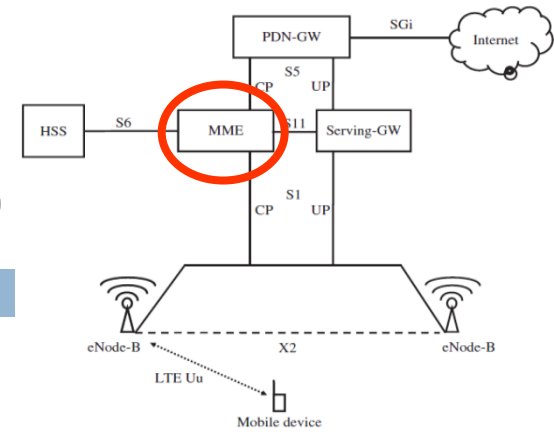 SGi
PDN-GW
Internet
S5
CP UP
S6
HSS
MME
S11
Serving-GW
S1
CP UP
eNode-B
X2
eNode-B
LTE Uu
Mobile device